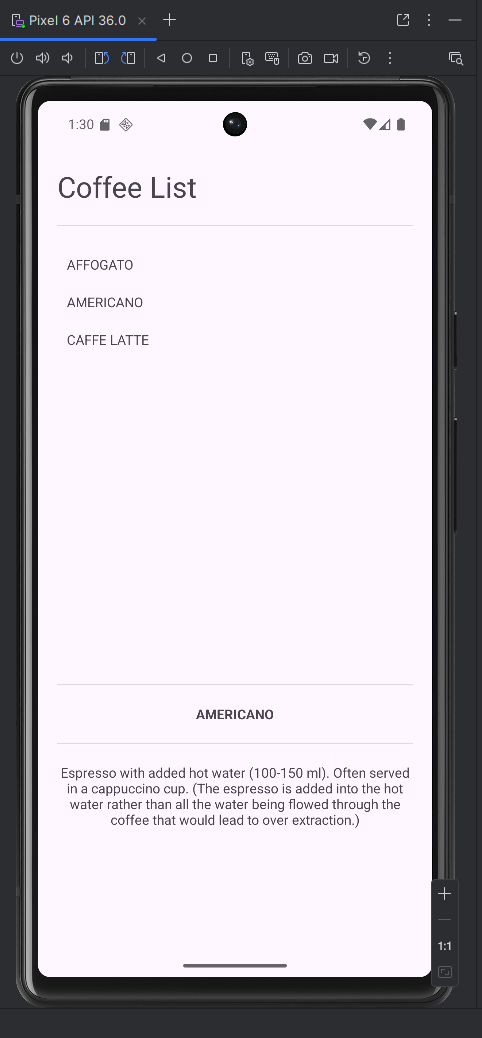 Pixel 6 API 36.0
1:30
Coffee List
AFFOGATO
AMERICANO
CAFFE LATTE
AMERICANO
Espresso with added hot water (100-150 ml). Often served
in a cappuccino cup. (The espresso is added into the hot
water rather than all the water being flowed through the
coffee that would lead to over extraction.)
1:1